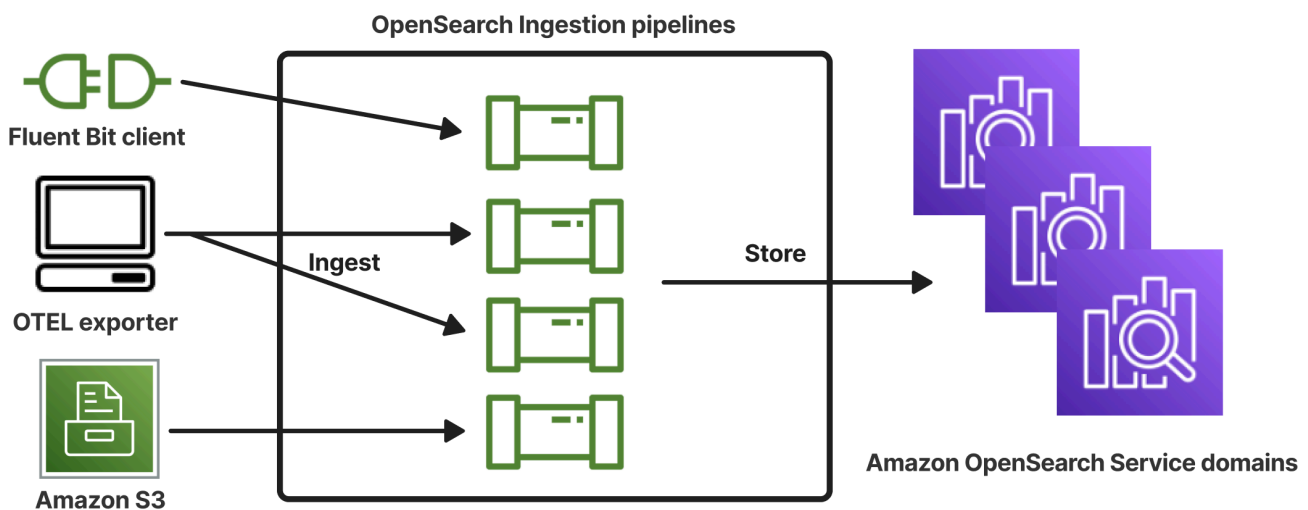 OpenSearch Ingestion pipelines
Fluent Bit client
Ingest
Store
OTEL exporter
Amazon S3
Amazon OpenSearch Service domains